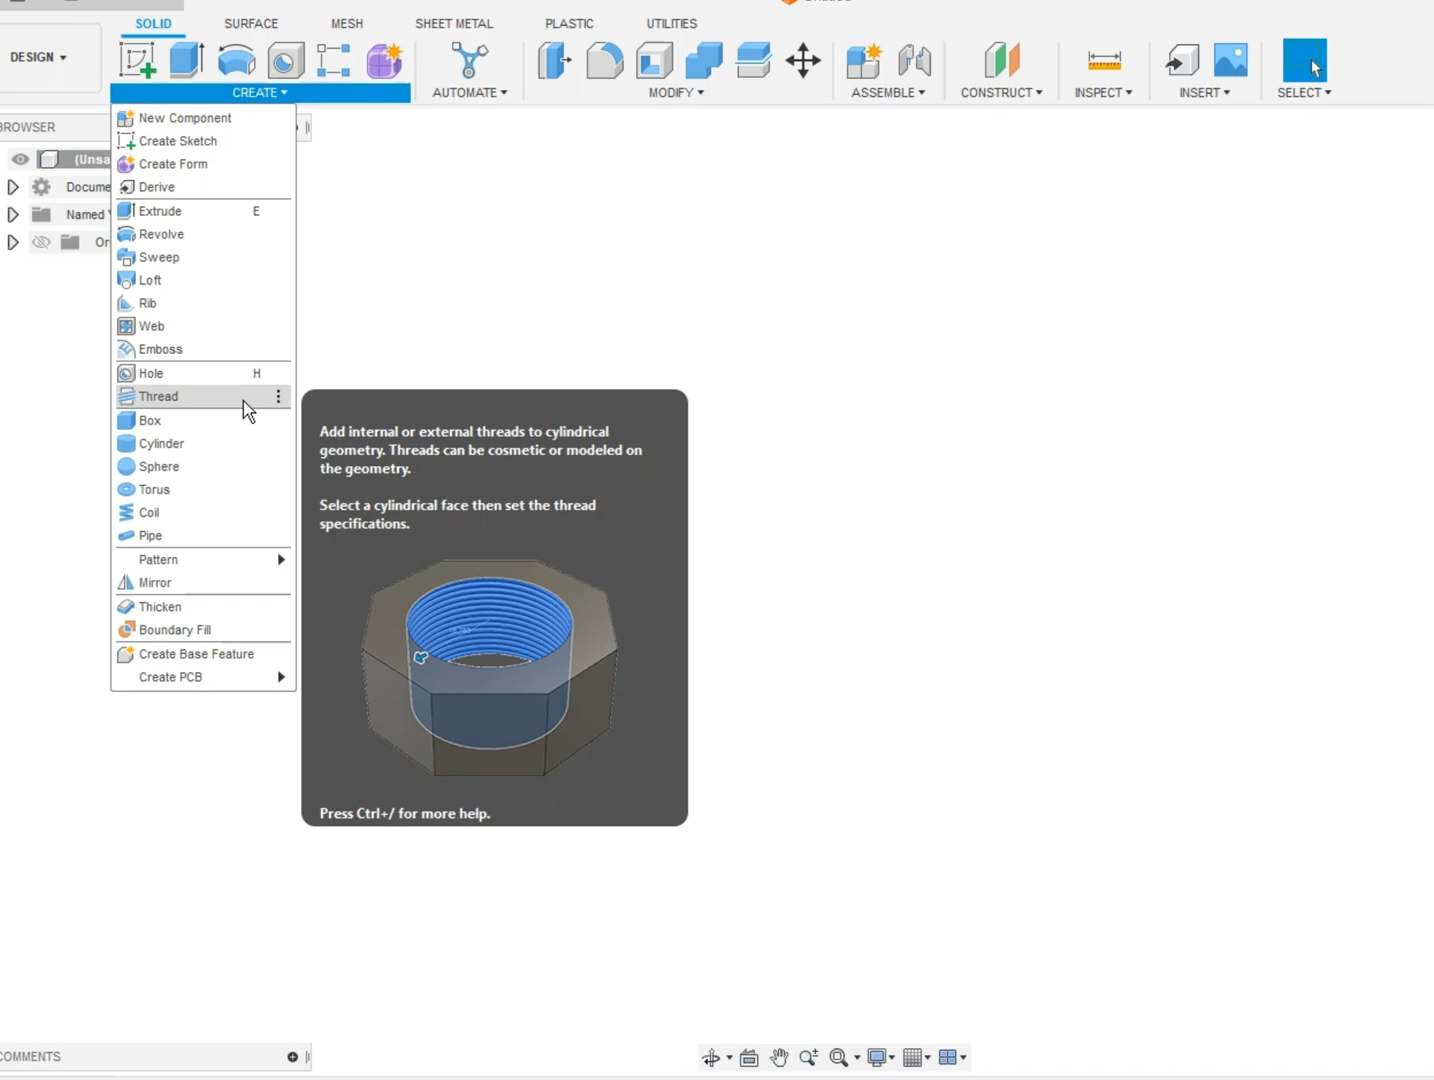 SOLID SURFACE MESH SHEET METAL PLASTIC UTILITIES
DESIGN
CREATE AUTOMATE MODIFY ASSEMBLE CONSTRUCT INSPECT INSERT SELECT
BROWSER
(Unsa
Docume
Named
Or
New Component
Create Sketch
Create Form
Derive
Extrude E
Revolve
Sweep
Loft
Rib
Web
Emboss
Hole H
Thread
Box
Cylinder
Sphere
Torus
Coil
Pipe
Pattern
Mirror
Thicken
Boundary Fill
Create Base Feature
Create PCB
Add internal or external threads to cylindrical
geometry. Threads can be cosmetic or modeled on
the geometry.
Select a cylindrical face then set the thread
specifications.
Press Ctrl+/ for more help.
COMMENTS